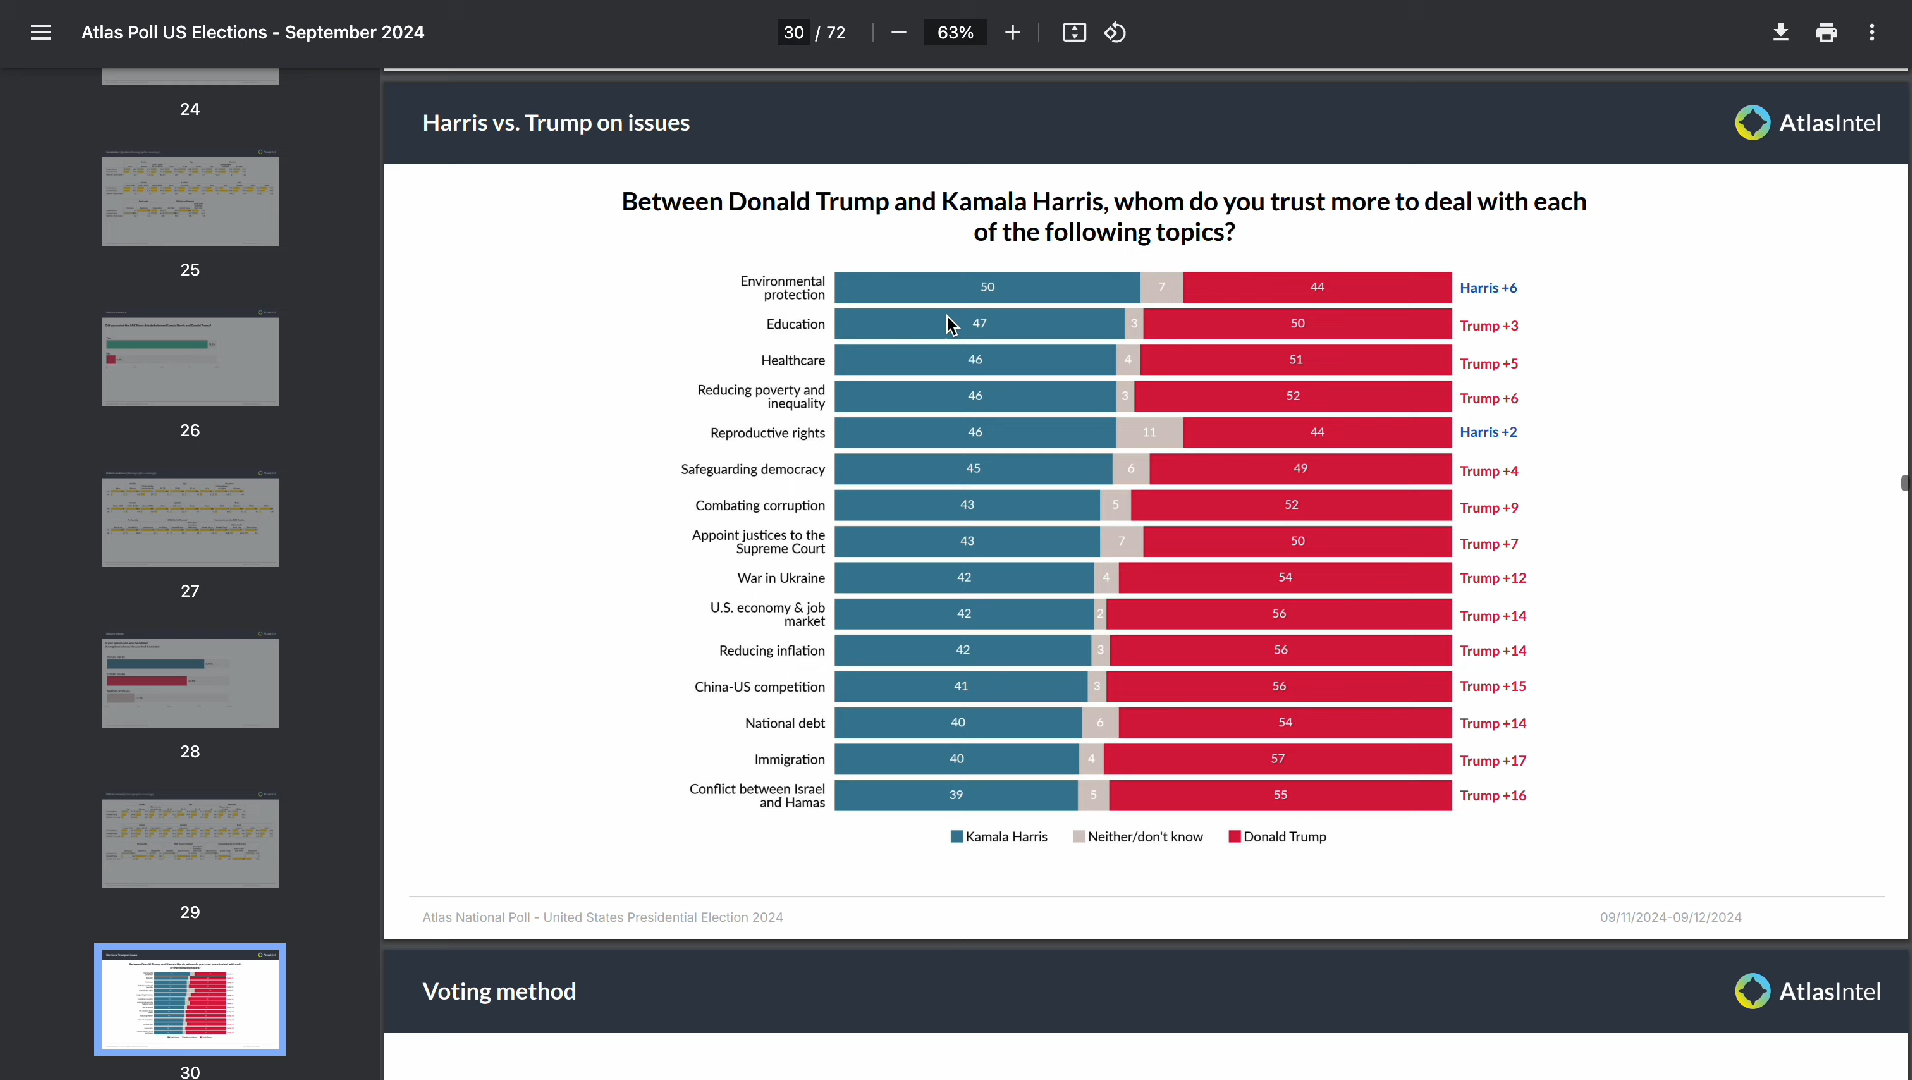 Atlas Poll US Elections - September 2024
30 / 72
63%
24
25
26
27
28
29
30
Harris vs. Trump on issues
AtlasIntel
Between Donald Trump and Kamala Harris, whom do you trust more to deal with each
of the following topics?
Environmental
protection
50 7 44 Harris +6
Education 47 3 50 Trump +3
Healthcare 46 4 51 Trump +5
Reducing poverty and
inequality
46 3 52 Trump +6
Reproductive rights 46 11 44 Harris +2
Safeguarding democracy 45 6 49 Trump +4
Combating corruption 43 5 52 Trump +9
Appoint justices to the
Supreme Court
43 7 50 Trump +7
War in Ukraine 42 4 54 Trump +12
U.S. economy & job
market
42 2 56 Trump +14
Reducing inflation 42 3 56 Trump +14
China-US competition 41 3 56 Trump +15
National debt 40 6 54 Trump +14
Immigration 40 4 57 Trump +17
Conflict between Israel
and Hamas
39 5 55 Trump +16
Kamala Harris Neither/don't know Donald Trump
Atlas National Poll - United States Presidential Election 2024
09/11/2024-09/12/2024
Voting method
AtlasIntel